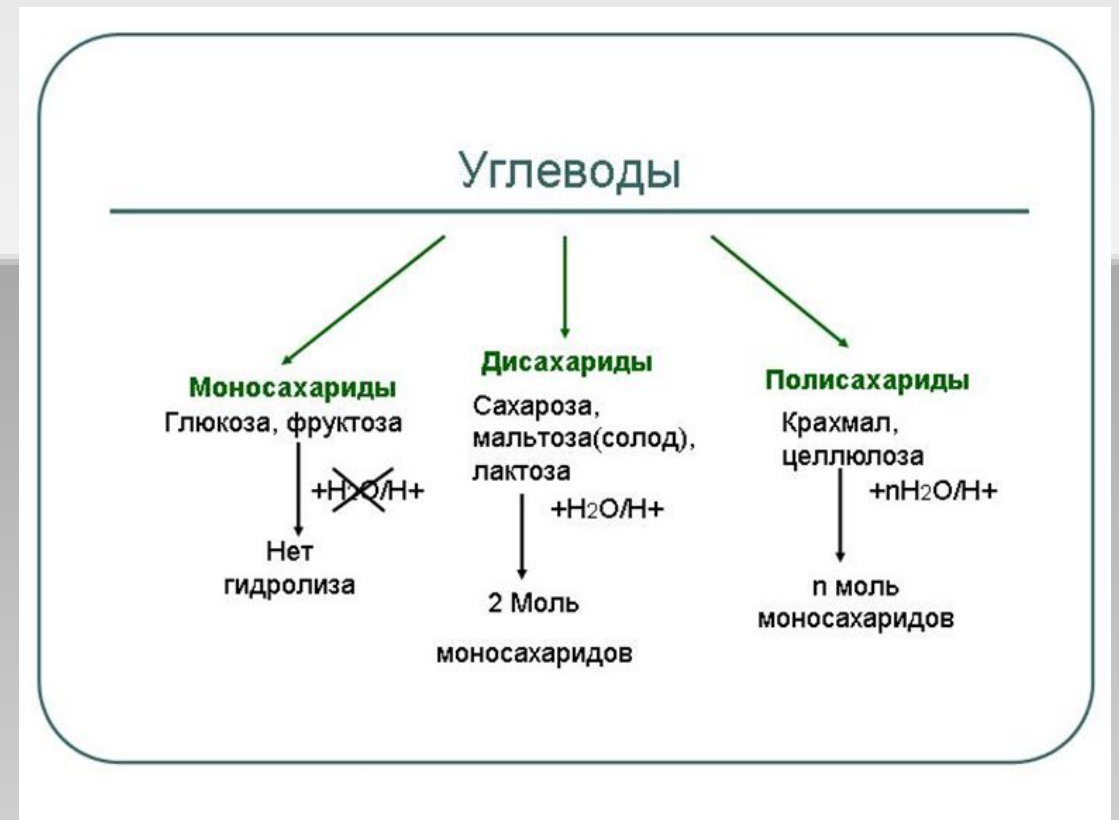 Углеводы
Моносахариды
Глюкоза, фруктоза
+H2O/H+
Нет
гидролиза
Дисахариды
Сахароза,
мальтоза(солод),
лактоза
+H2O/H+
2 Моль
моносахаридов
Полисахариды
Крахмал,
целлюлоза
+nH2O/H+
n моль
моносахаридов